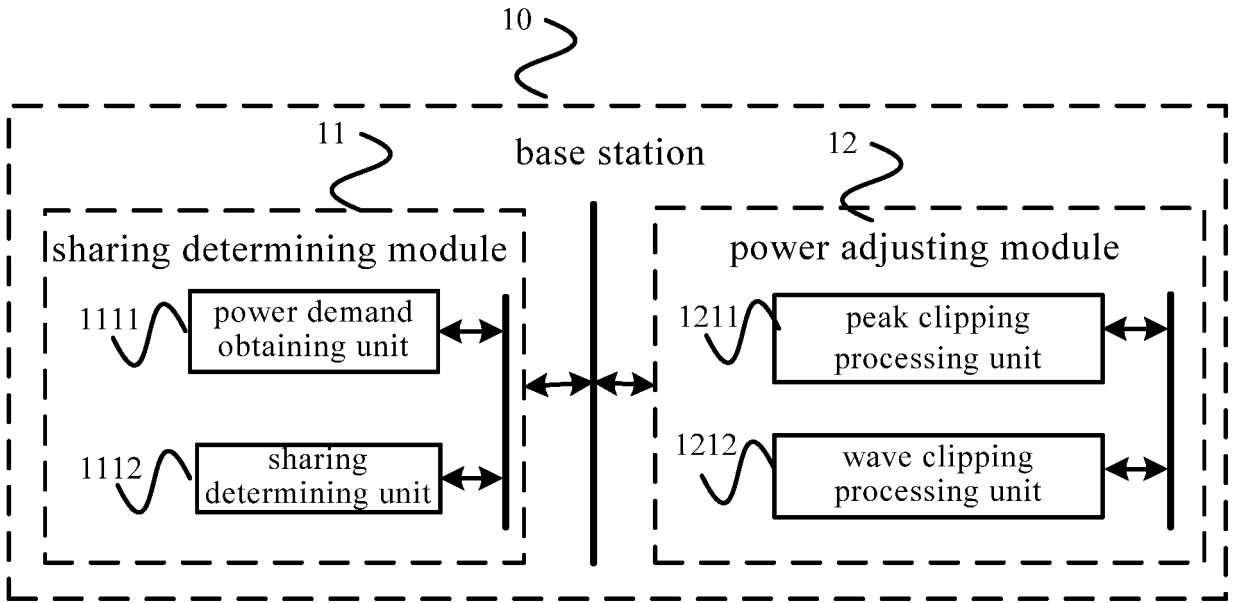 10
base station
11
sharing determining module
1111
power demand
obtaining unit
1112
sharing
determining unit
12
power adjusting module
1211
peak clipping
processing unit
1212
wave clipping
processing unit